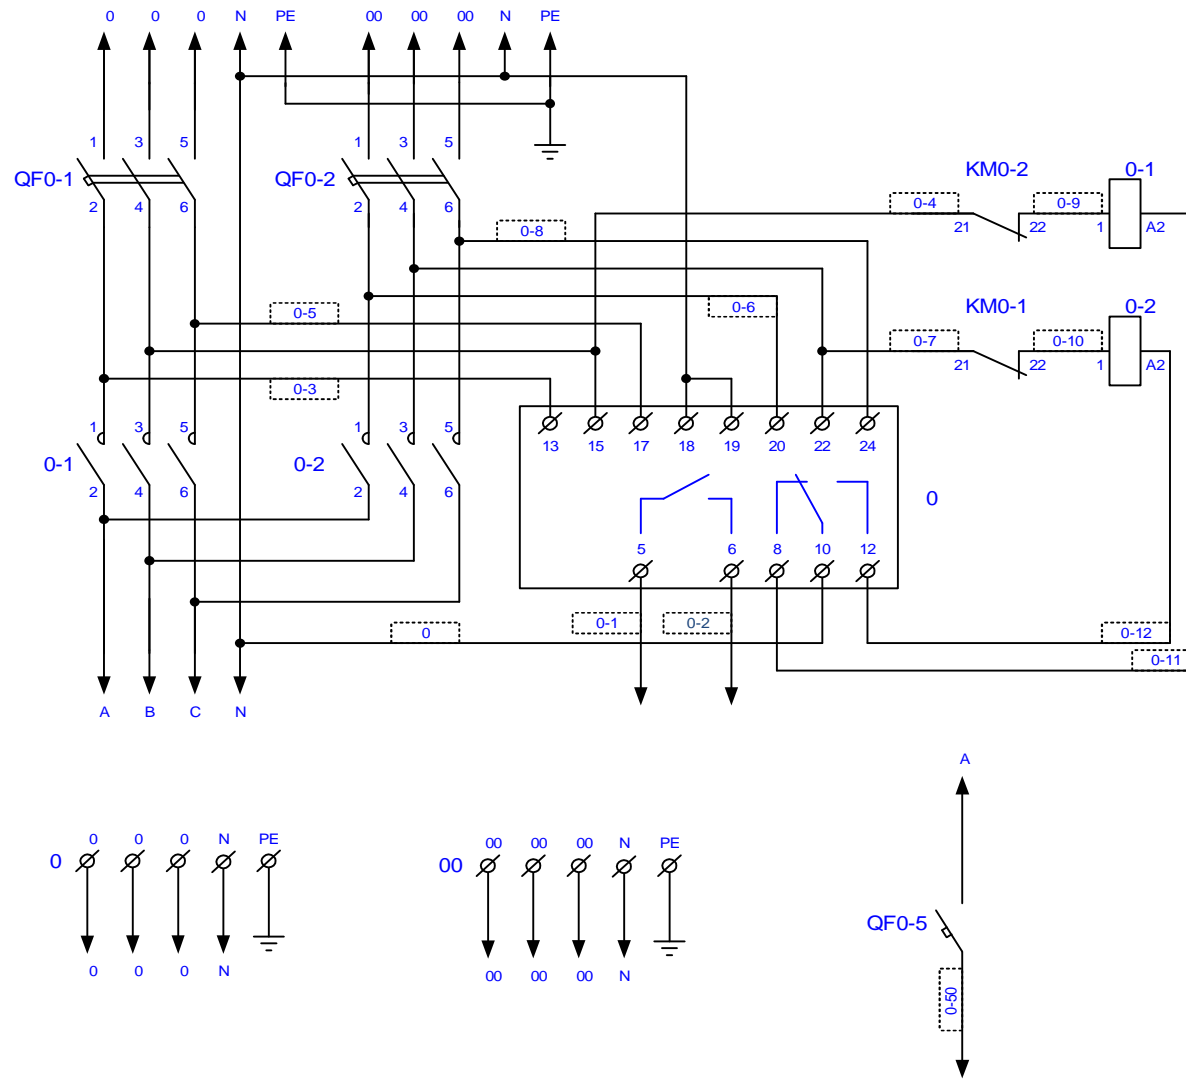 0 0 0 N PE 00 00 00 N PE
1 3 5 1 3 5
QF0-1 QF0-2 KM0-2 0-1
2 4 6 2 4 6 0-4 0-9
21 22 1 A2
0-8
0-5 0-6 KM0-1 0-2
0-7 0-10
21 22 1 A2
0-3
1 3 5 1 3 5 13 15 17 18 19 20 22 24
0-1 0-2
2 4 6 2 4 6 0
5 6 8 10 12
0 0-1 0-2 0-12
0-11
A B C N
A
0 0 0 N PE 00 00 00 N PE
0 00
QF0-5
0 0 0 N 00 00 00 N
0-50